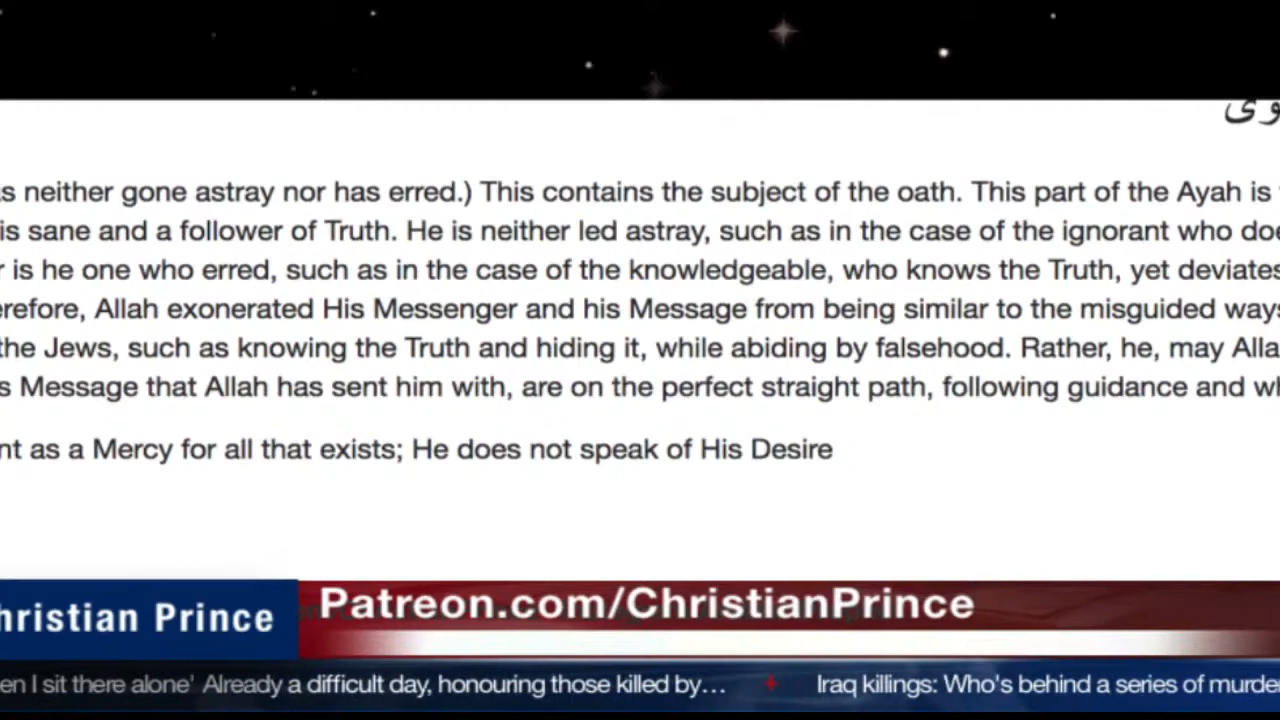 neither gone astray nor has erred.) This contains the subject of the oath. This part of the Ayah is
is sane and a follower of Truth. He is neither led astray, such as in the case of the ignorant who
is he one who erred, such as in the case of the knowledgeable, who knows the Truth, yet deviates
Allah exonerated His Messenger and his Message from being similar to the misguided ways
the Jews, such as knowing the Truth and hiding it, while abiding by falsehood. Rather, he, may
Message that Allah has sent him with, are on the perfect straight path, following guidance and
as a Mercy for all that exists; He does not speak of His Desire
Patreon.com/ChristianPrince
hristian Prince
en I sit there alone' Already a difficult day, honouring those killed by…
Iraq killings: Who's behind a series of murde